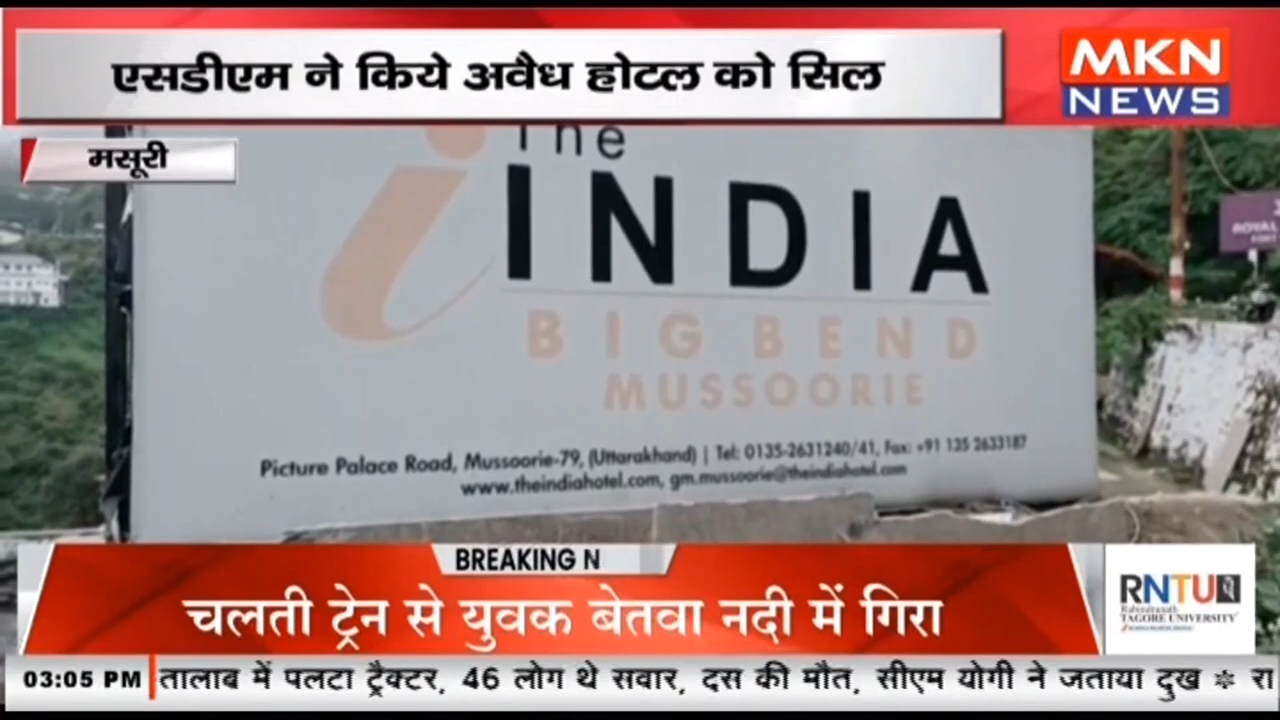 एसडीएम ने किये अवैध होटल को सिल
MKN
NEWS
मसूरी
The
INDIA
BIG BEND
MUSSOORIE
ROYAL
Picture Palace Road, Mussoorie-79, (Uttarakhand) | Tel: 0135-2631240/41, Fax: +91 135 2633187
www.theindiahotel.com, gm.mussoorie@theindiahotel.com
BREAKING N
चलती ट्रेन से युवक बेतवा नदी में गिरा
RNTU
Rabindranath
TAGORE UNIVERSITY
03:05 PM
तालाब में पलटा ट्रैक्टर, 46 लोग थे सवार, दस की मौत, सीएम योगी ने जताया दुख * रा